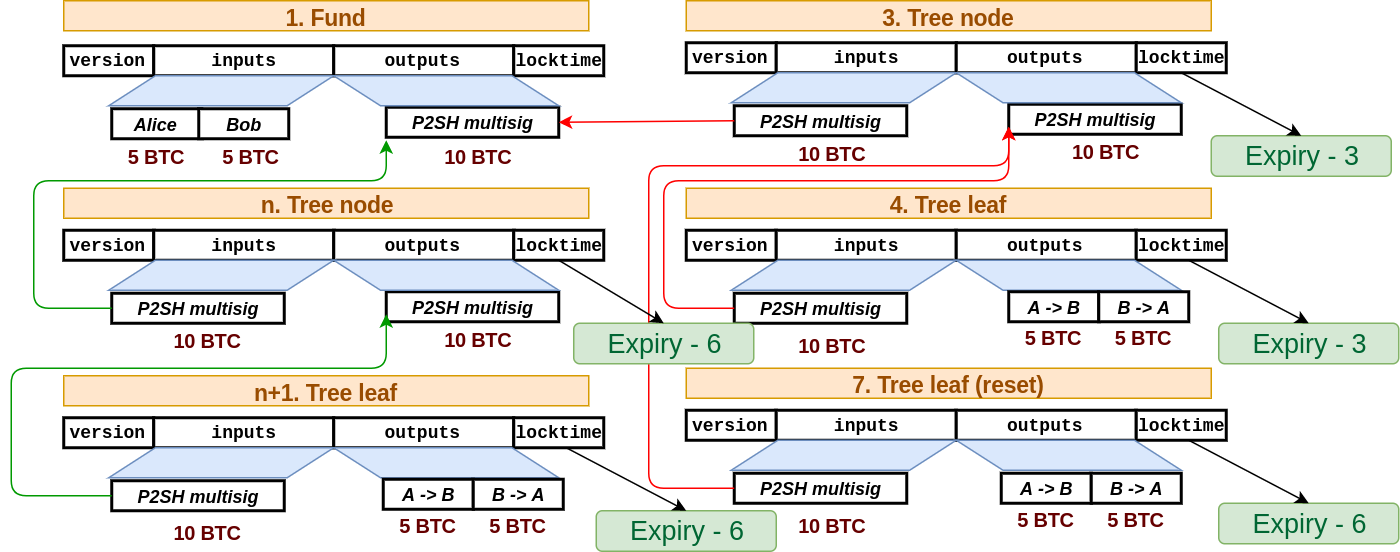 1. Fund
version inputs outputs locktime
Alice Bob P2SH multisig
5 BTC 5 BTC 10 BTC
n. Tree node
version inputs outputs locktime
P2SH multisig P2SH multisig
10 BTC 10 BTC
Expiry - 6
n+1. Tree leaf
version inputs outputs locktime
P2SH multisig A -> B B -> A
10 BTC 5 BTC 5 BTC
Expiry - 6
3. Tree node
version inputs outputs locktime
P2SH multisig P2SH multisig
10 BTC 10 BTC
Expiry - 3
4. Tree leaf
version inputs outputs locktime
P2SH multisig A -> B B -> A
10 BTC 5 BTC 5 BTC
Expiry - 3
7. Tree leaf (reset)
version inputs outputs locktime
P2SH multisig A -> B B -> A
10 BTC 5 BTC 5 BTC
Expiry - 6